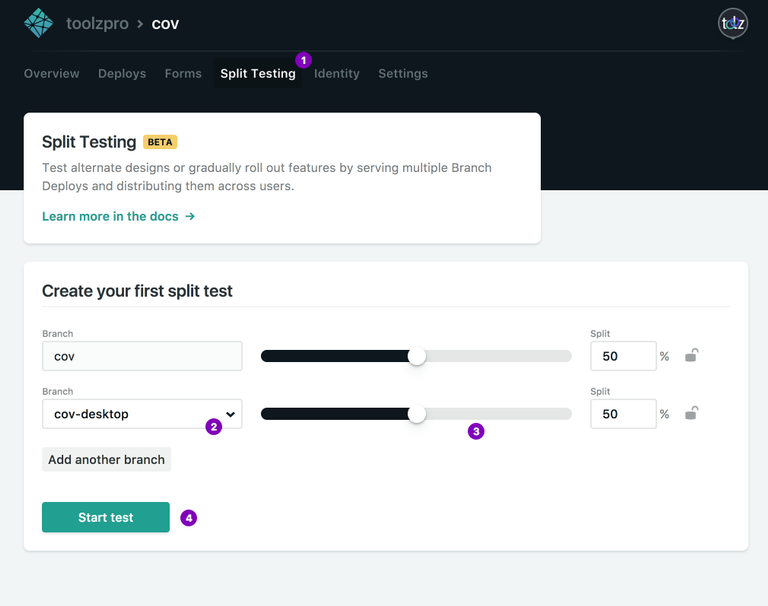 toolzpro > cov
tolz
Overview Deploys Forms Split Testing 1 Identity Settings
Split Testing BETA
Test alternate designs or gradually roll out features by serving multiple Branch
Deploys and distributing them across users.
Learn more in the docs →
Create your first split test
Branch Split
cov 50 %
Branch Split
cov-desktop 50 %
2 3
Add another branch
Start test 4